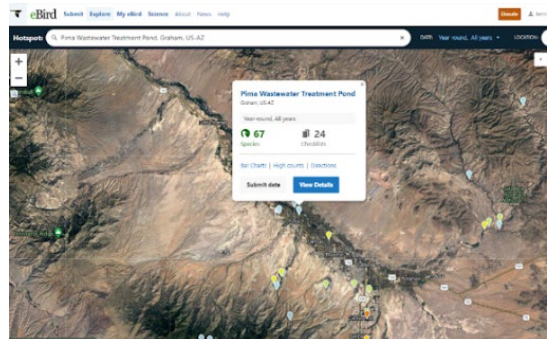 eBird Submit Explore My eBird Science About News Help
Donate
Hotspot: Pima Wastewater Treatment Pond, Graham, US-AZ × DATE: Year-round, All years LOCATION:
+
−
Pima Wastewater Treatment Pond
Graham, US-AZ
Year-round, All years
67 24
Species Checklists
Bar Charts | High counts | Directions
Submit data View Details